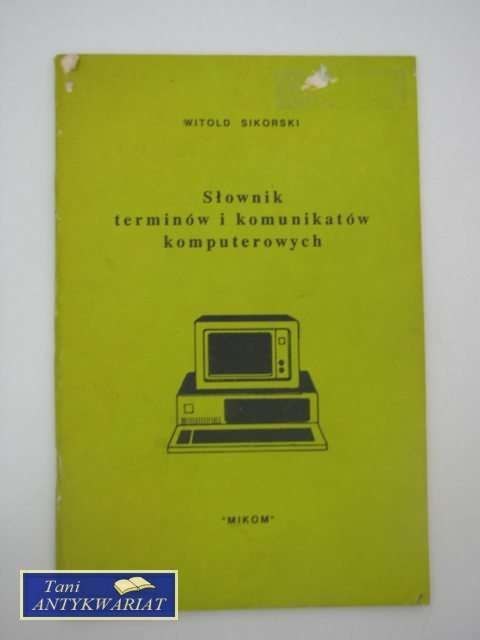 WITOLD SIKORSKI
Słownik
terminów i komunikatów
komputerowych
"MIKOM"
Tani
ANTYKWARIAT